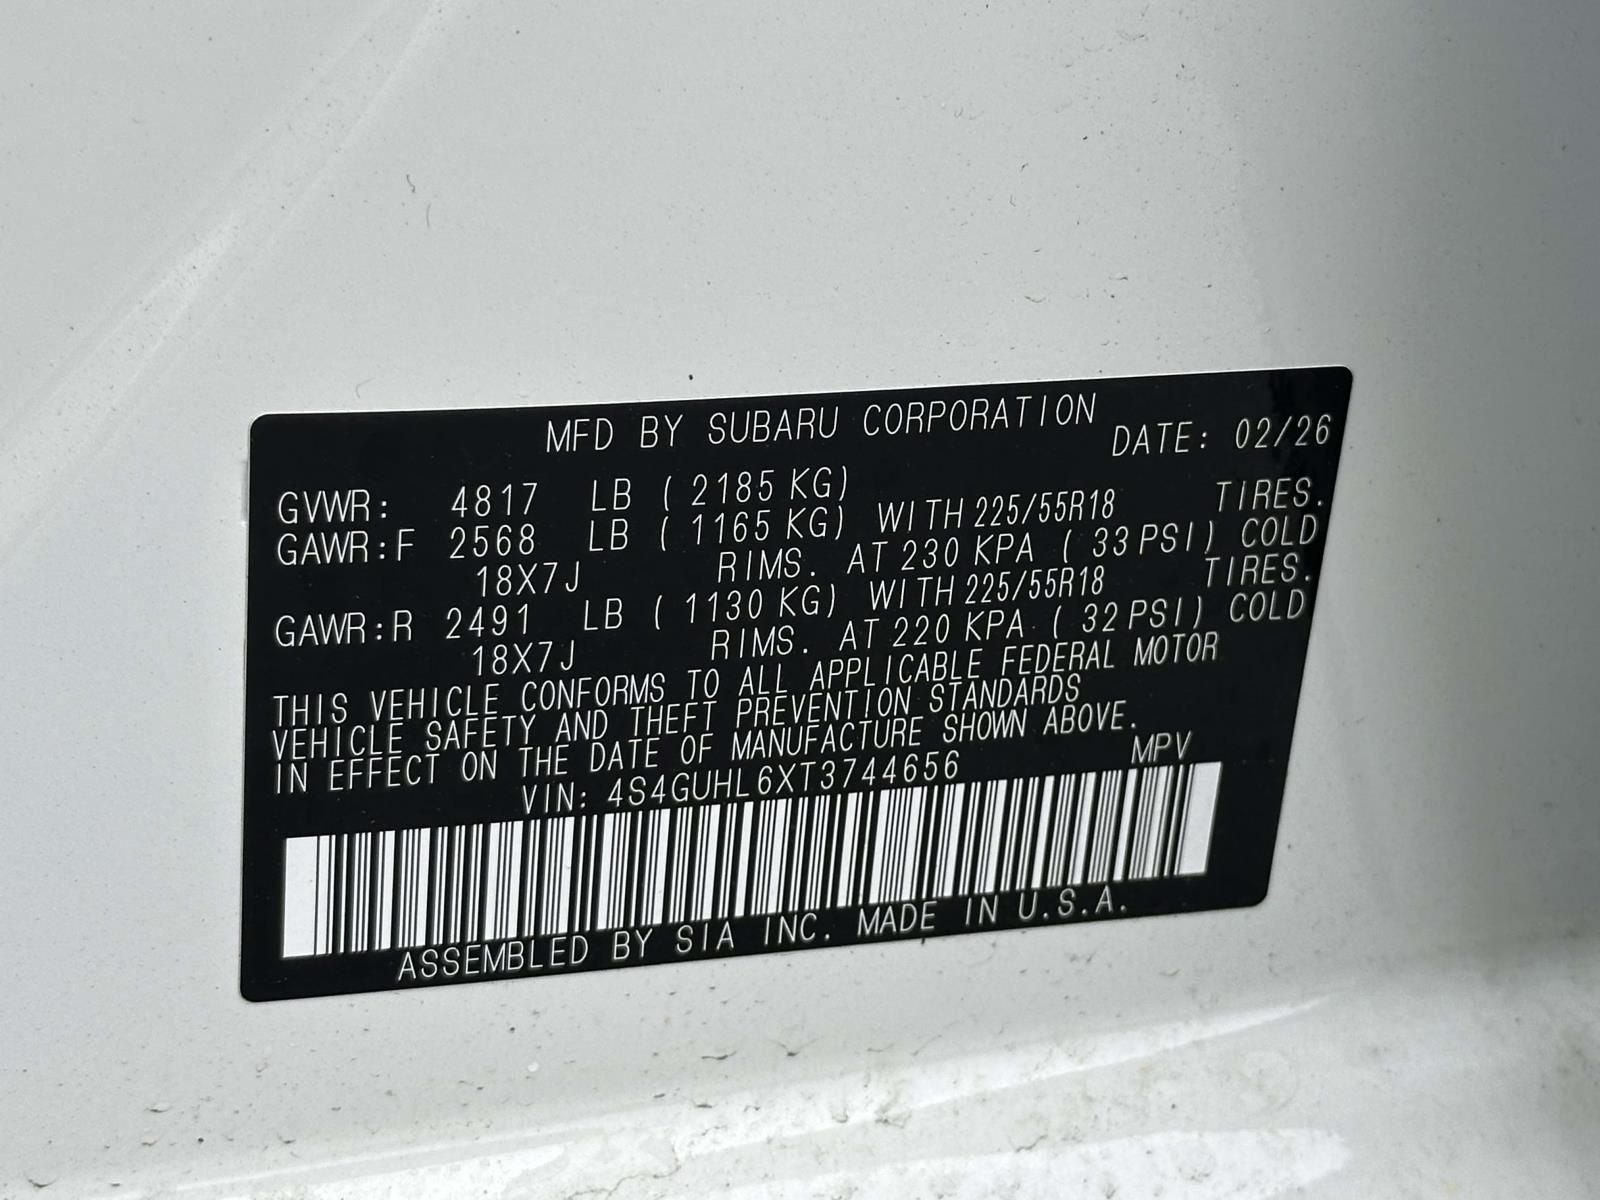 MFD BY SUBARU CORPORATION DATE: 02/26
GVWR: 4817 LB ( 2185 KG)
GAWR:F 2568 LB ( 1165 KG) WITH 225/55R18 TIRES.
18X7J RIMS. AT 230 KPA ( 33 PSI) COLD
GAWR:R 2491 LB ( 1130 KG) WITH 225/55R18 TIRES.
18X7J RIMS. AT 220 KPA ( 32 PSI) COLD
THIS VEHICLE CONFORMS TO ALL APPLICABLE FEDERAL MOTOR
VEHICLE SAFETY AND THEFT PREVENTION STANDARDS
IN EFFECT ON THE DATE OF MANUFACTURE SHOWN ABOVE.
VIN: 4S4GUHL6XT3744656 MPV
ASSEMBLED BY SIA INC. MADE IN U.S.A.